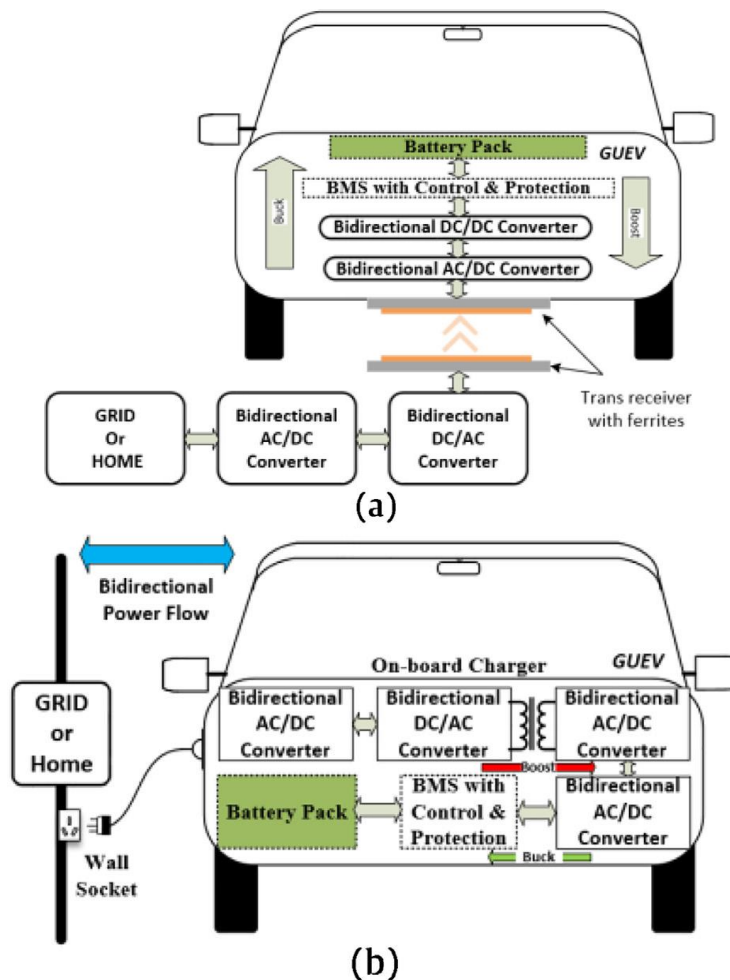 Battery Pack
GUEV
BMS with Control & Protection
Buck
Boost
Bidirectional DC/DC Converter
Bidirectional AC/DC Converter
Trans receiver
with ferrites
GRID
Or
HOME
Bidirectional
AC/DC
Converter
Bidirectional
DC/AC
Converter
(a)
Bidirectional
Power Flow
GUEV
On-board Charger
GRID
or
Home
Bidirectional
AC/DC
Converter
Bidirectional
DC/AC
Converter
Bidirectional
AC/DC
Converter
Boost
Battery Pack
BMS with
Control &
Protection
Bidirectional
AC/DC
Converter
Buck
Wall
Socket
(b)